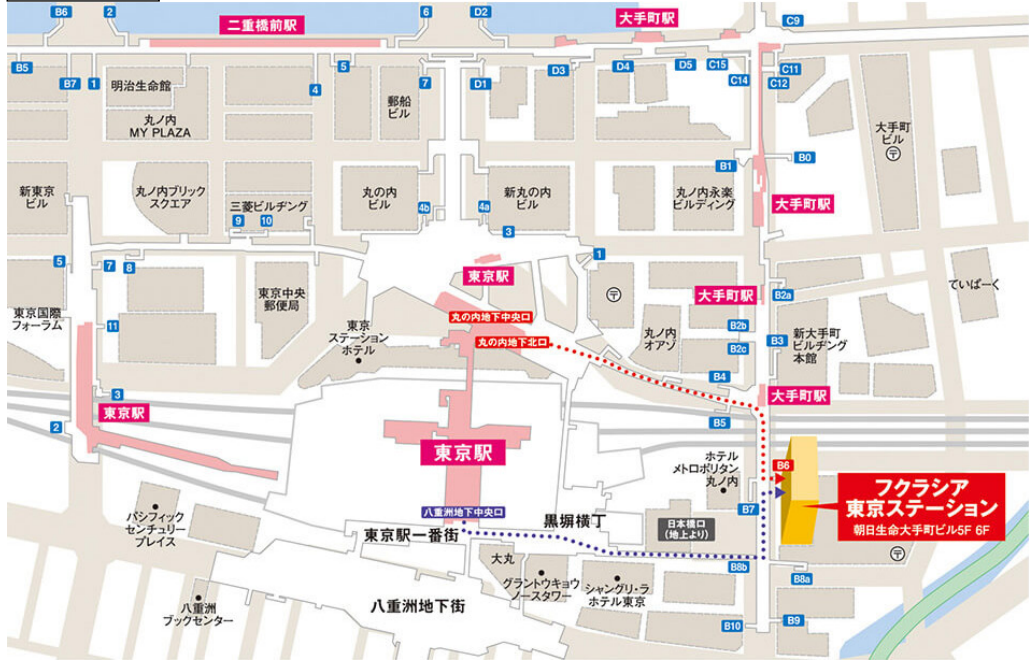 B6
2
二重橋前駅
6
D2
大手町駅
C9
B5
B7
1
明治生命館
丸ノ内
MY PLAZA
4
5
郵船
ビル
7
D1
D3
D4
D5
C15
C14
C11
C12
大手町
ビル
〒
B1
B0
新東京
ビル
丸ノ内ブリック
スクエア
三菱ビルヂング
9
10
丸の内
ビル
4b
4a
新丸の内
ビル
3
丸ノ内永楽
ビルディング
大手町駅
5
7
8
東京中央
郵便局
東京駅
1
〒
大手町駅
B2a
ていぱーく
東京国際
フォーラム
11
東京
ステーション
ホテル
丸の内地下中央口
丸の内地下北口
丸ノ内
オアゾ
B2b
B2c
B3
新大手町
ビルヂング
本館
B4
大手町駅
3
東京駅
2
B5
東京駅
ホテル
メトロポリタン
丸ノ内
B6
フクラシア
東京ステーション
朝日生命大手町ビル5F 6F
B7
パシフィック
センチュリー
プレイス
八重洲地下中央口
東京駅一番街
黒塀横丁
日本橋口
(地上より)
〒
大丸
グラントウキョウ
ノースタワー
シャングリ・ラ
ホテル東京
B8b
B8a
八重洲
ブックセンター
八重洲地下街
B10
B9